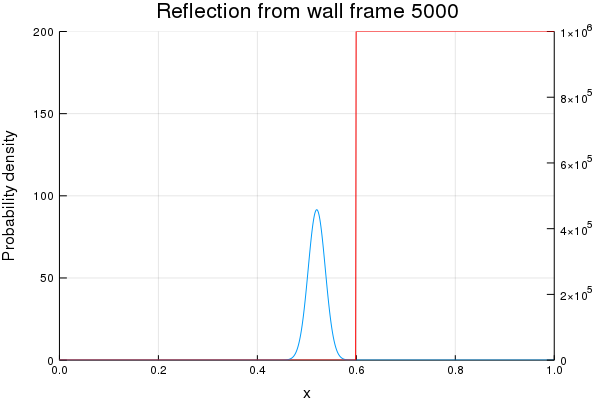 Reflection from wall frame 5000
200
150
100
50
0
Probability density
1×10⁶
8×10⁵
6×10⁵
4×10⁵
2×10⁵
0
0.0 0.2 0.4 0.6 0.8 1.0
x